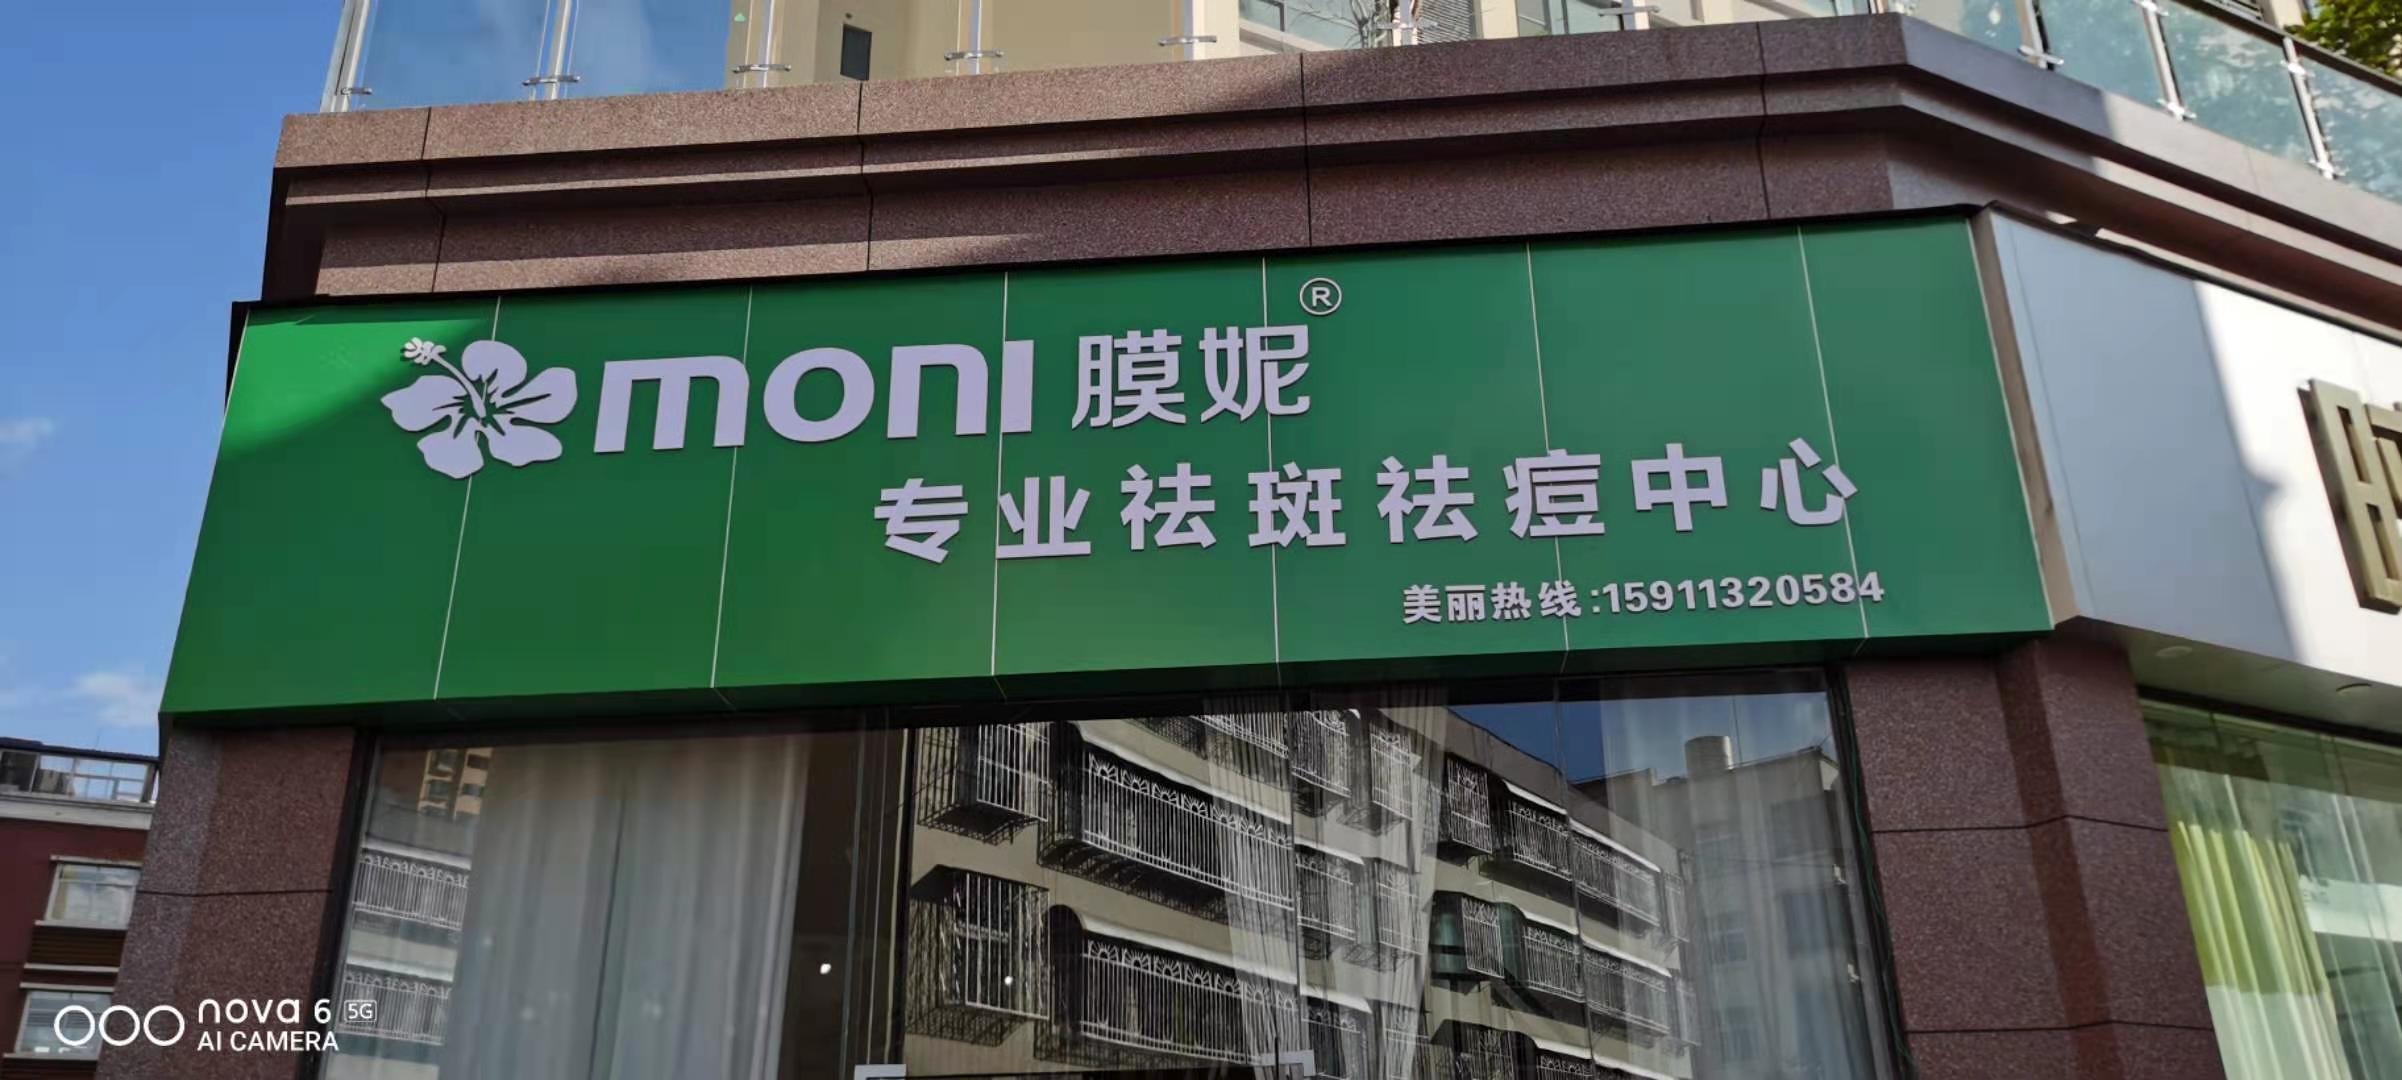 moni 膜妮®
专业祛斑祛痘中心
美丽热线:15911320584
nova 6 5G
AI CAMERA